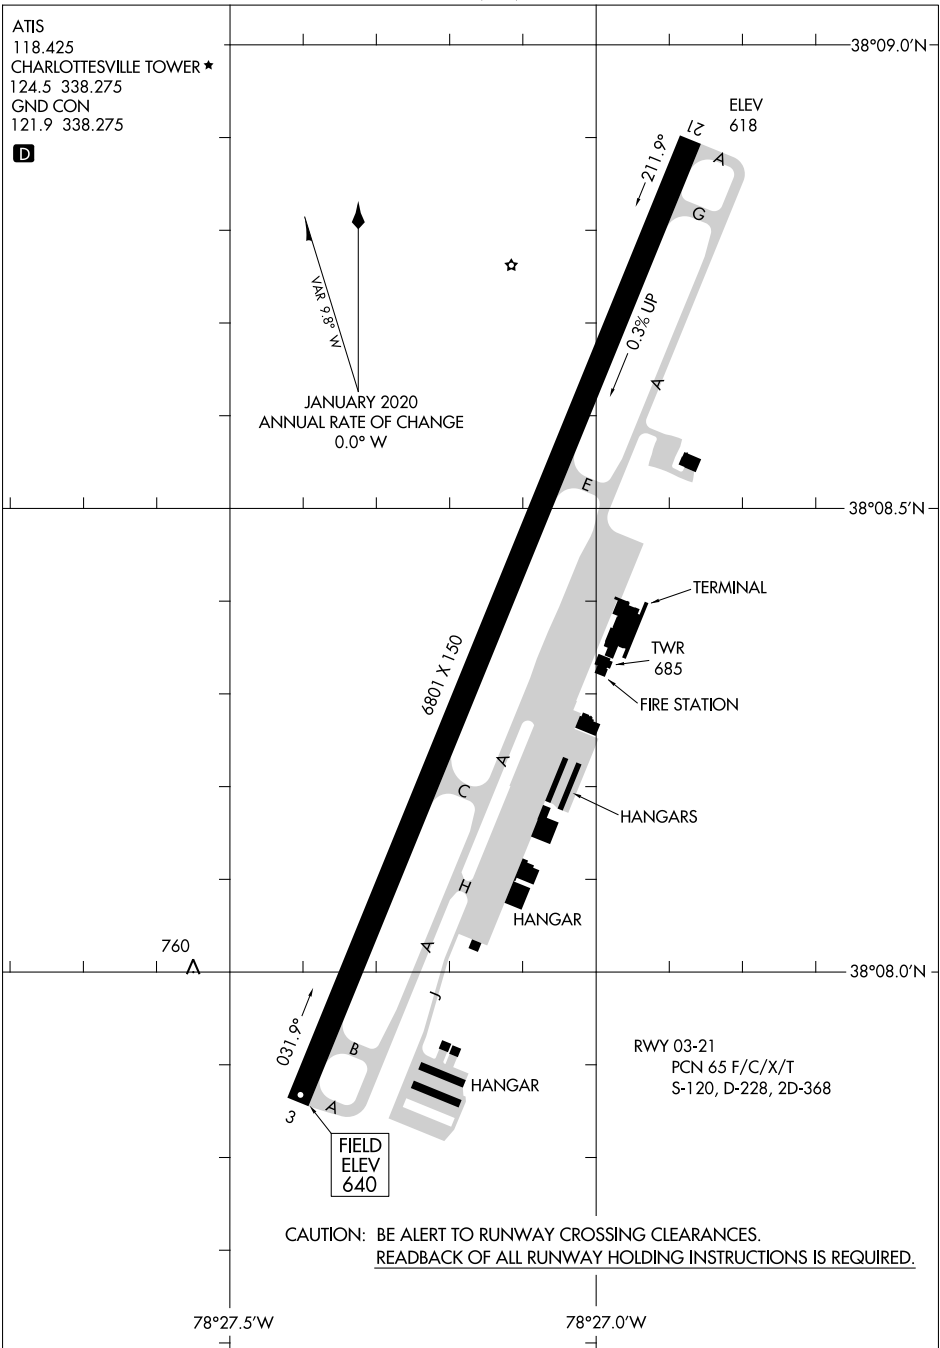 ATIS
118.425
CHARLOTTESVILLE TOWER
124.5 338.275
GND CON
121.9 338.275
D
38°09.0'N
ELEV
618
21
211.9°
A
G
VAR 9.8° W
0.3% UP
A
JANUARY 2020
ANNUAL RATE OF CHANGE
0.0° W
E
38°08.5'N
TERMINAL
TWR
685
6801 X 150
FIRE STATION
A
C
HANGARS
H
HANGAR
A
760
38°08.0'N
J
031.9°
B
RWY 03-21
PCN 65 F/C/X/T
S-120, D-228, 2D-368
HANGAR
A
3
FIELD
ELEV
640
CAUTION: BE ALERT TO RUNWAY CROSSING CLEARANCES.
READBACK OF ALL RUNWAY HOLDING INSTRUCTIONS IS REQUIRED.
78°27.5'W
78°27.0'W